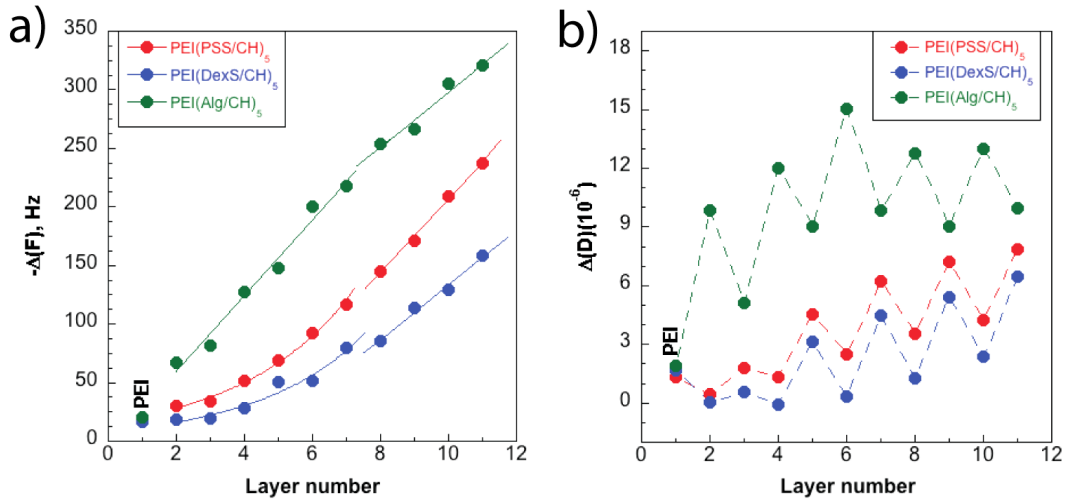 a)
PEI(PSS/CH)5
PEI(DexS/CH)5
PEI(Alg/CH)5
350
300
250
200
150
100
50
0
-Δ(F), Hz
PEI
0 2 4 6 8 10 12
Layer number
b)
PEI(PSS/CH)5
PEI(DexS/CH)5
PEI(Alg/CH)5
18
15
12
9
6
3
0
Δ(D)(10-6)
PEI
0 2 4 6 8 10 12
Layer number